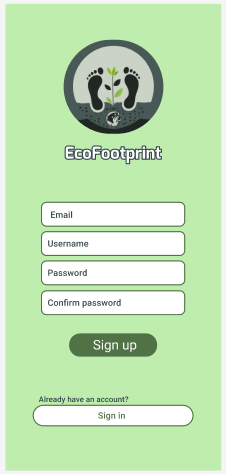 EcoFootprint
Email
Username
Password
Confirm password
Sign up
Already have an account?
Sign in